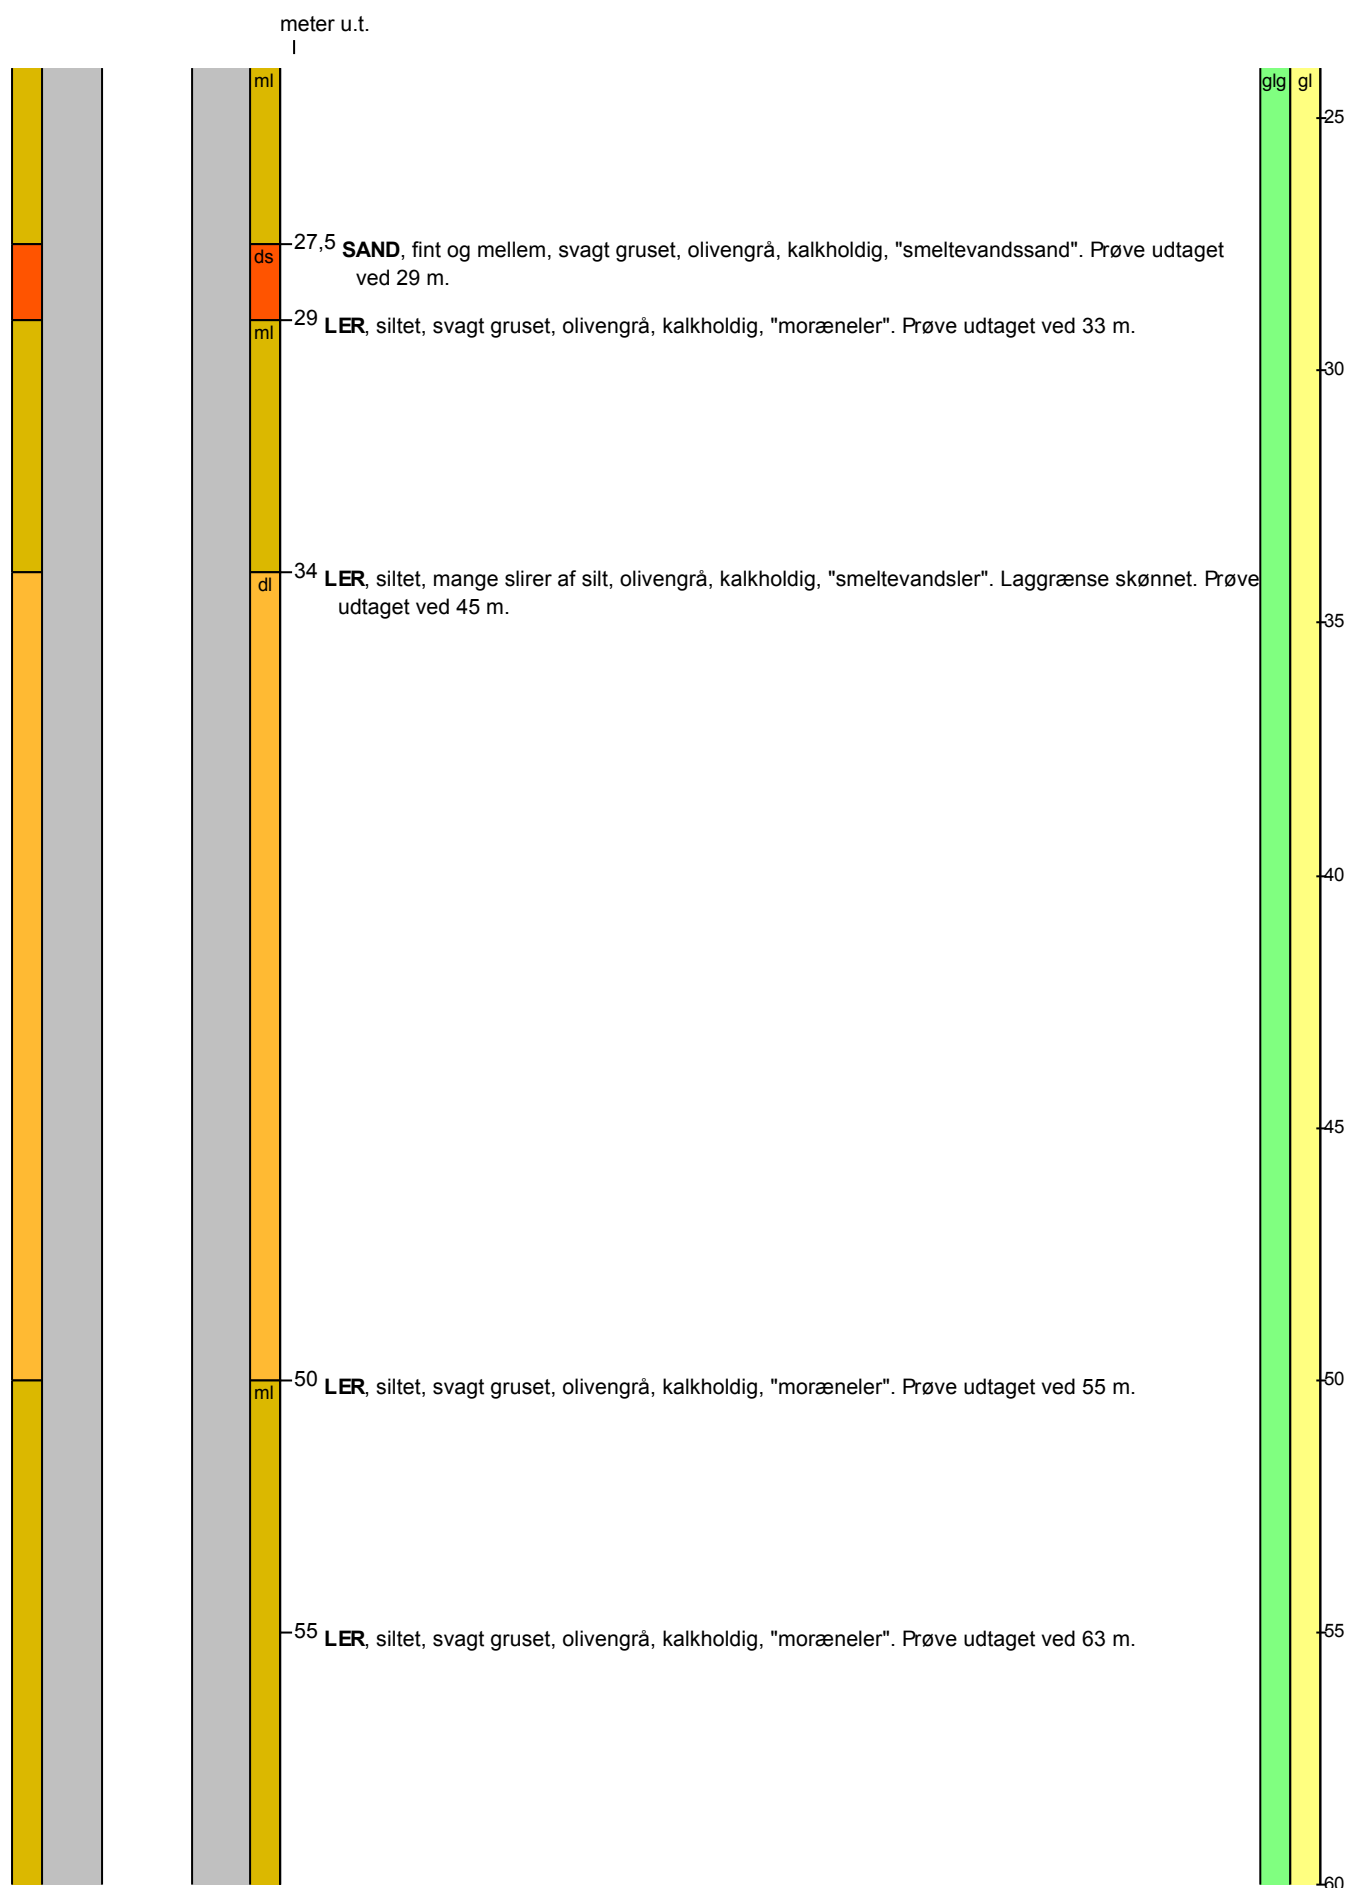 meter u.t.
ml glg gl
25
27,5 SAND, fint og mellem, svagt gruset, olivengrå, kalkholdig, "smeltevandssand". Prøve udtaget
ds
ved 29 m.
29 LER, siltet, svagt gruset, olivengrå, kalkholdig, "moræneler". Prøve udtaget ved 33 m.
ml
30
34 LER, siltet, mange slirer af silt, olivengrå, kalkholdig, "smeltevandsler". Laggrænse skønnet. Prøve
dl
udtaget ved 45 m.
35
40
45
50 LER, siltet, svagt gruset, olivengrå, kalkholdig, "moræneler". Prøve udtaget ved 55 m. 50
ml
55 LER, siltet, svagt gruset, olivengrå, kalkholdig, "moræneler". Prøve udtaget ved 63 m. 55
60